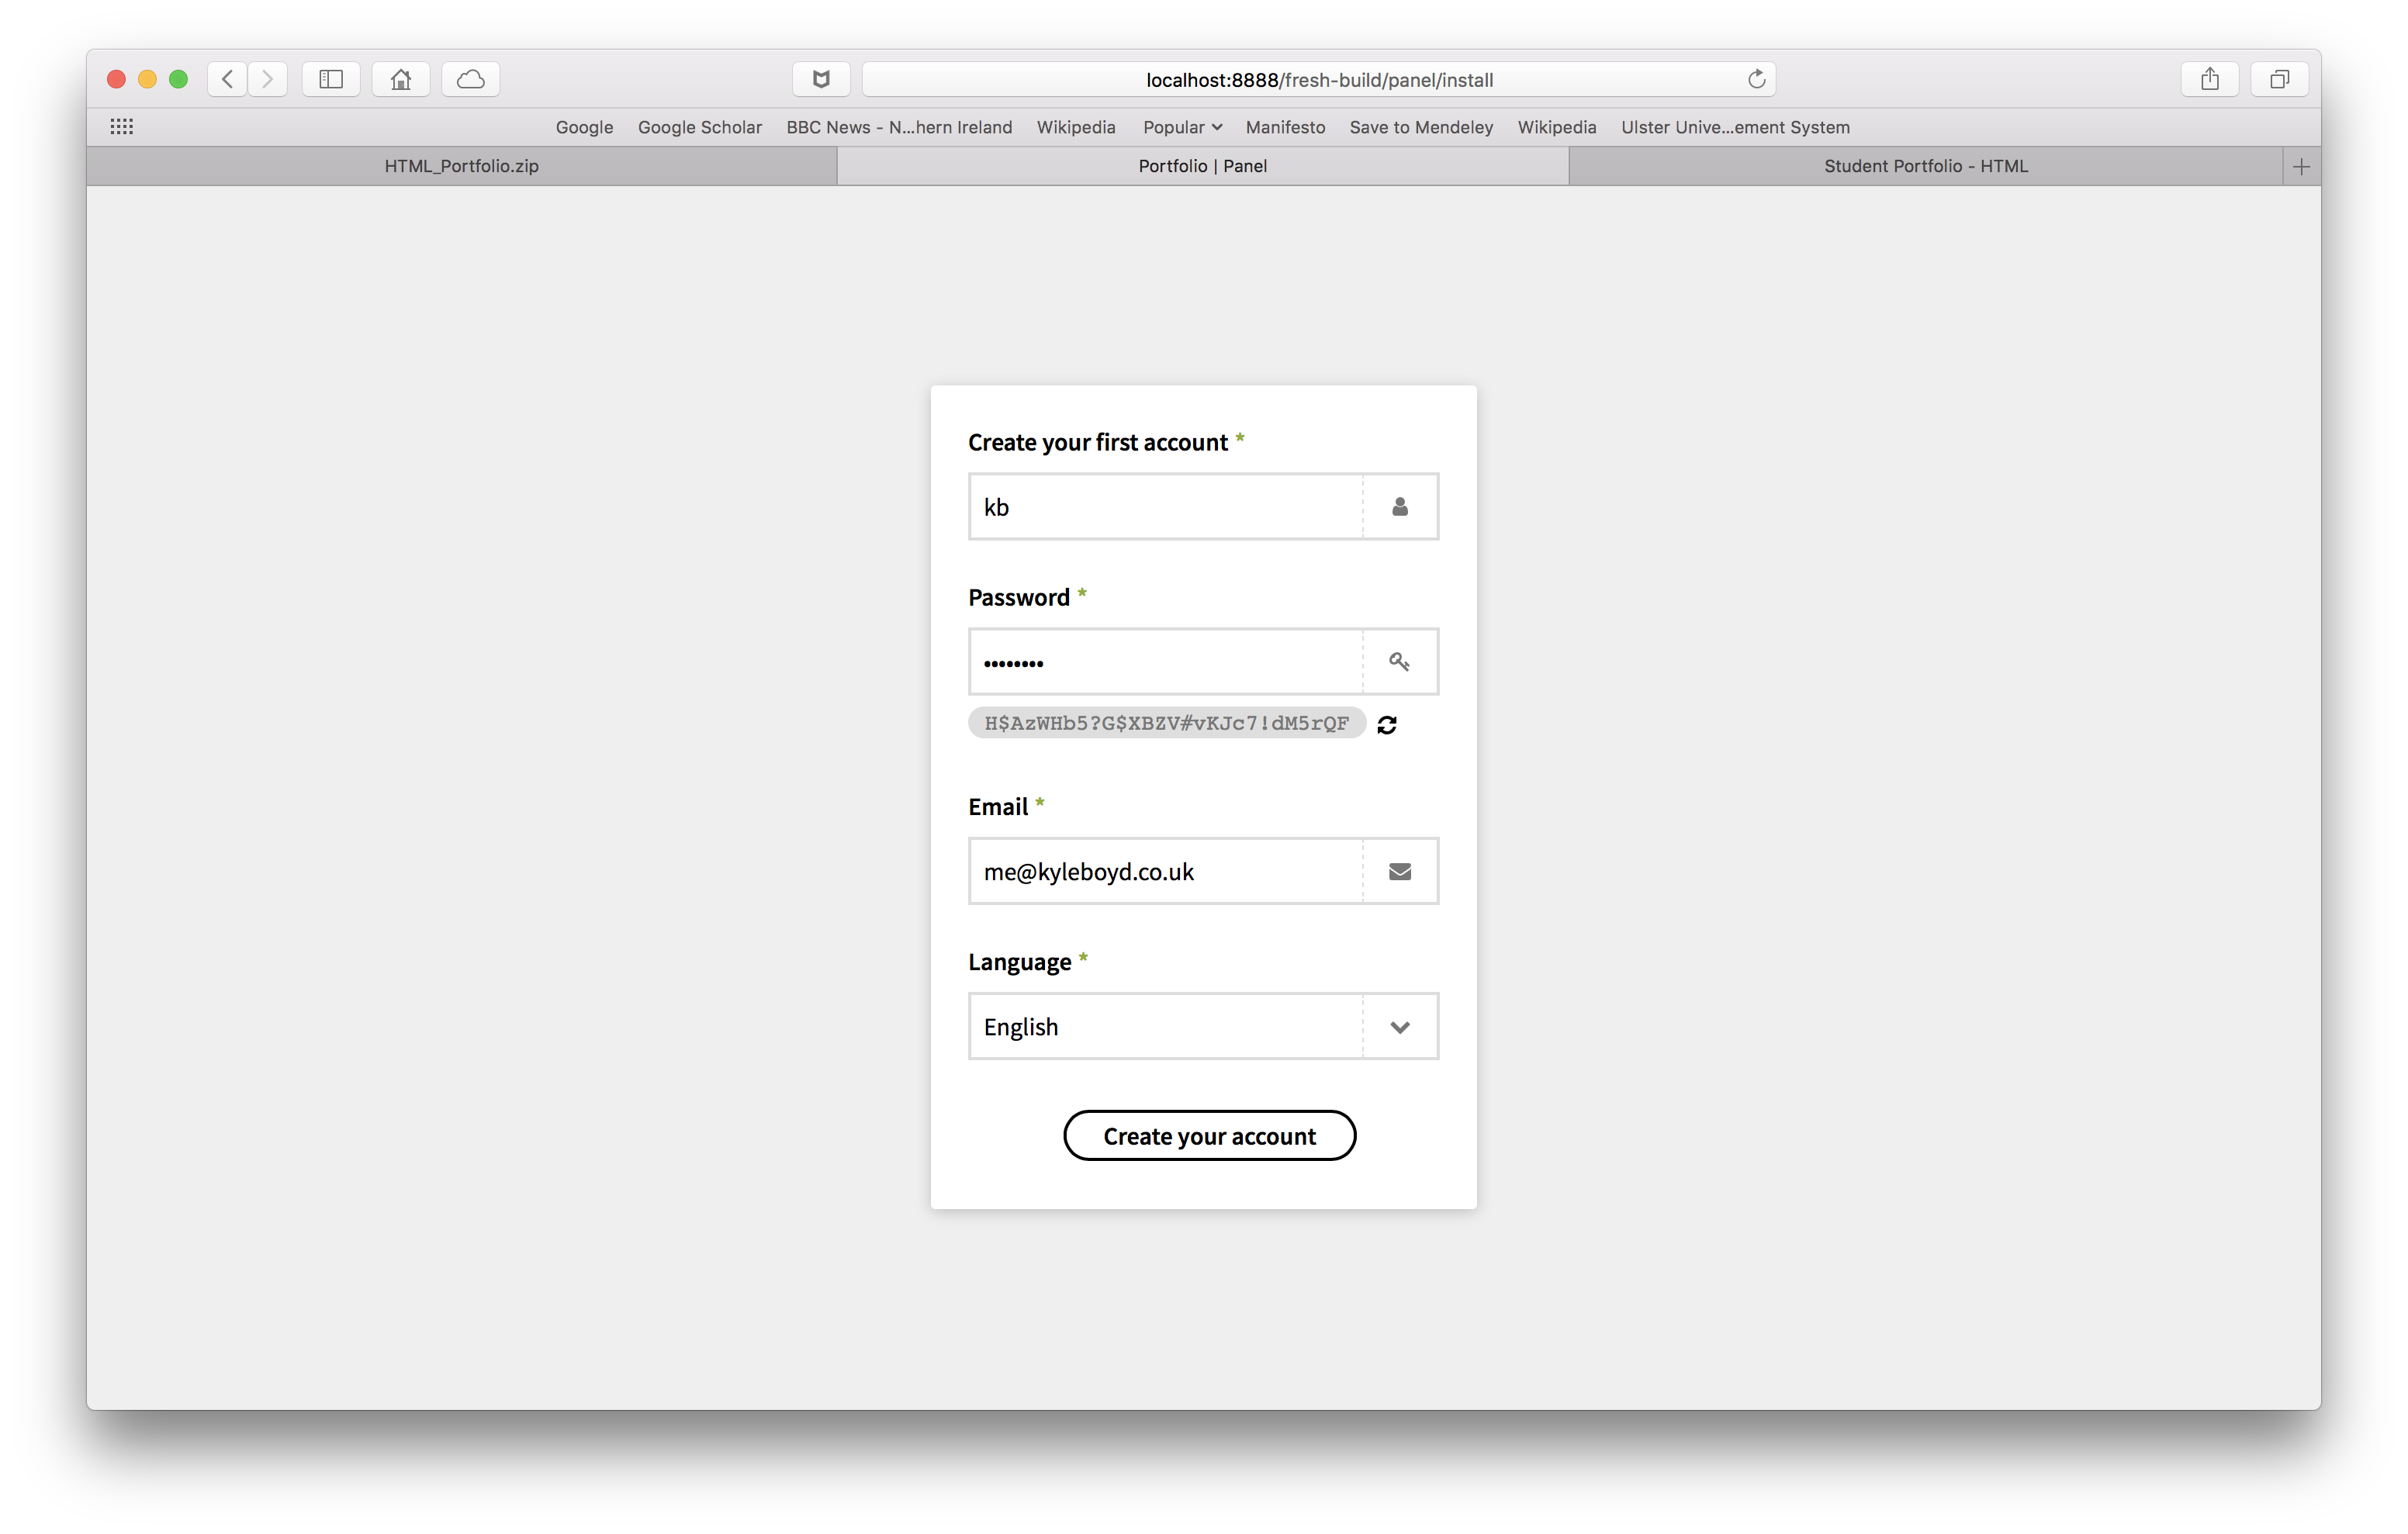 localhost:8888/fresh-build/panel/install
Google Google Scholar BBC News - N...hern Ireland Wikipedia Popular Manifesto Save to Mendeley Wikipedia Ulster Unive...ement System
HTML_Portfolio.zip Portfolio | Panel Student Portfolio - HTML
Create your first account *
kb
Password *
••••••••
H$AzWHb5?G$XBZV#vKJc7!dM5rQF
Email *
me@kyleboyd.co.uk
Language *
English
Create your account